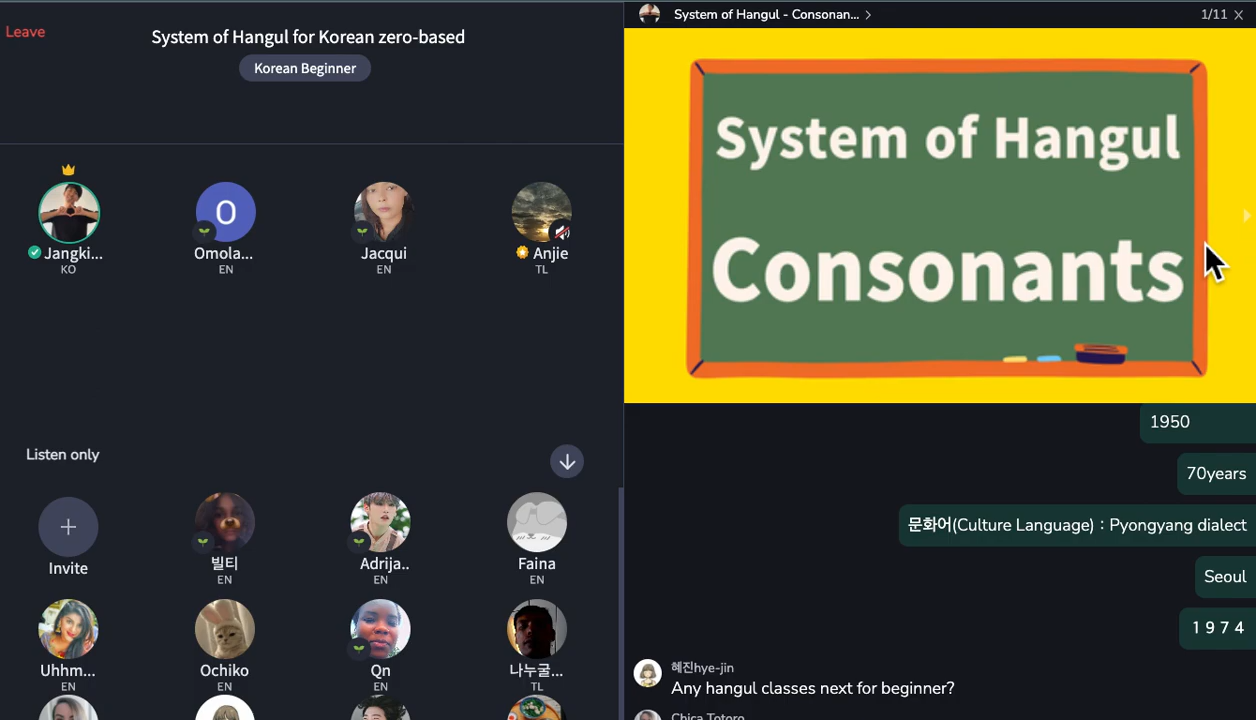 Leave
System of Hangul for Korean zero-based
Korean Beginner
Jangki...
KO
O
Omola...
EN
Jacqui
EN
Anjie
TL
Listen only
Invite
빌티
EN
Adrija..
EN
Faina
EN
Uhhm...
EN
Ochiko
EN
Qn
EN
나누굴...
TL
System of Hangul - Consonan...
1/11
System of Hangul
Consonants
1950
70years
문화어(Culture Language) : Pyongyang dialect
Seoul
1 9 7 4
혜진hye-jin
Any hangul classes next for beginner?
Chica Totoro